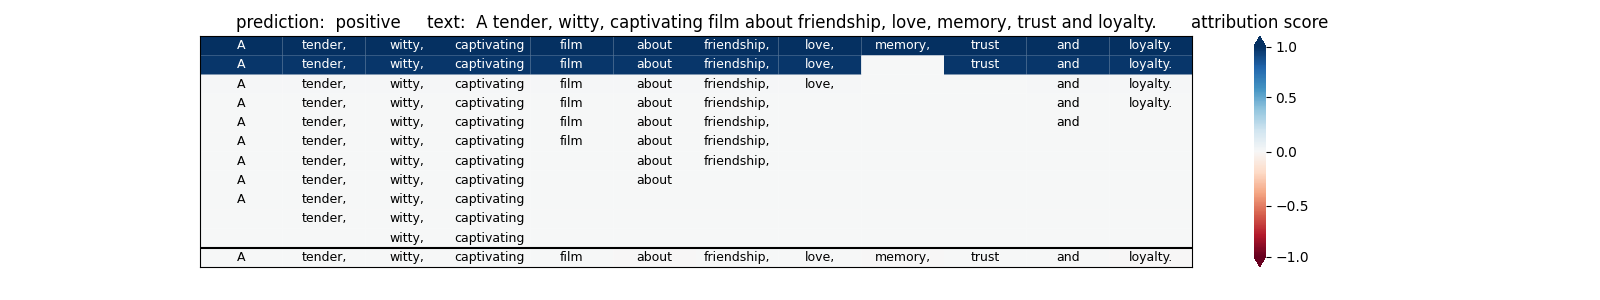 prediction: positive text: A tender, witty, captivating film about friendship, love, memory, trust and loyalty. attribution score
A tender, witty, captivating film about friendship, love, memory, trust and loyalty. 1.0
A tender, witty, captivating film about friendship, love, trust and loyalty.
A tender, witty, captivating film about friendship, love, and loyalty.
A tender, witty, captivating film about friendship, and loyalty. 0.5
A tender, witty, captivating film about friendship, and
A tender, witty, captivating film about friendship,
A tender, witty, captivating about friendship, 0.0
A tender, witty, captivating about
A tender, witty, captivating −0.5
tender, witty, captivating
witty, captivating
A tender, witty, captivating film about friendship, love, memory, trust and loyalty. −1.0